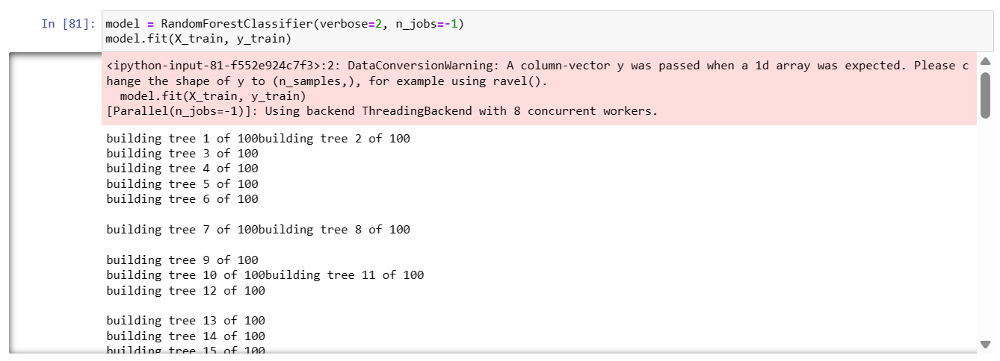 In [81]: model = RandomForestClassifier(verbose=2, n_jobs=-1)
model.fit(X_train, y_train)
<ipython-input-81-f552e924c7f3>:2: DataConversionWarning: A column-vector y was passed when a 1d array was expected. Please c
hange the shape of y to (n_samples,), for example using ravel().
  model.fit(X_train, y_train)
[Parallel(n_jobs=-1)]: Using backend ThreadingBackend with 8 concurrent workers.
building tree 1 of 100building tree 2 of 100
building tree 3 of 100
building tree 4 of 100
building tree 5 of 100
building tree 6 of 100
building tree 7 of 100building tree 8 of 100
building tree 9 of 100
building tree 10 of 100building tree 11 of 100
building tree 12 of 100
building tree 13 of 100
building tree 14 of 100
building tree 15 of 100